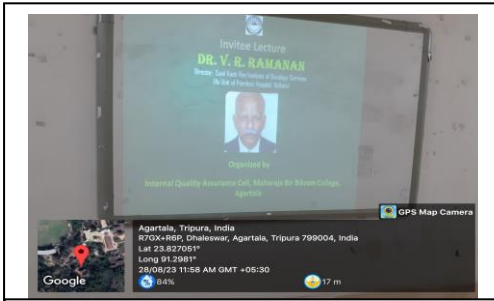 Invitee Lecture
DR. V. R. RAMANAN
Organized by
Internal Quality Assurance Cell, Maharaja Bir Bikram College,
Agartala
GPS Map Camera
Agartala, Tripura, India
R7GX+R6P, Dhaleswar, Agartala, Tripura 799004, India
Lat 23.827051°
Long 91.2981°
28/08/23 11:58 AM GMT +05:30
84%
17 m
Google